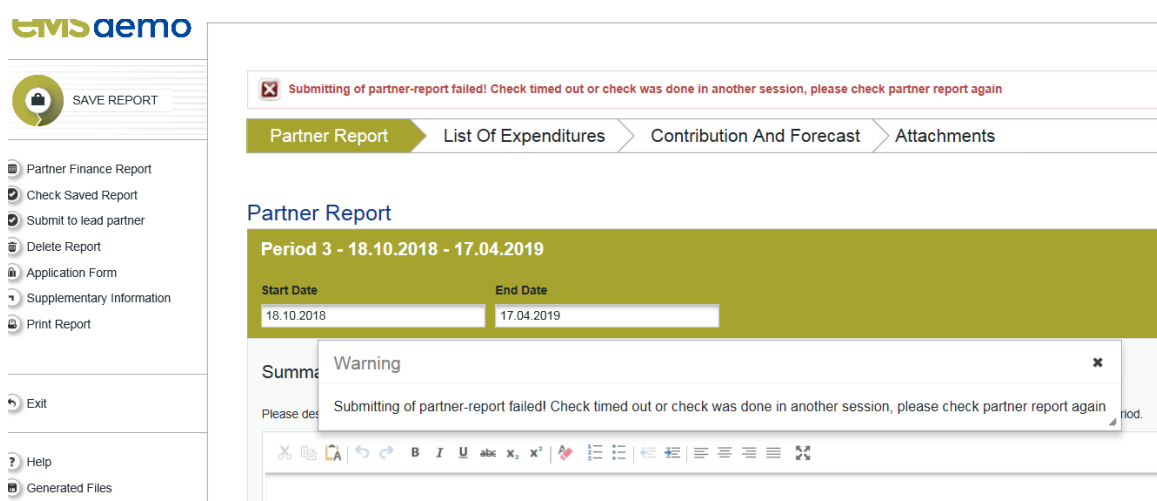 eMS demo
SAVE REPORT
Partner Finance Report
Check Saved Report
Submit to lead partner
Delete Report
Application Form
Supplementary Information
Print Report
Exit
Help
Generated Files
Submitting of partner-report failed! Check timed out or check was done in another session, please check partner report again
Partner Report List Of Expenditures Contribution And Forecast Attachments
Partner Report
Period 3 - 18.10.2018 - 17.04.2019
Start Date End Date
18.10.2018 17.04.2019
Warning
Submitting of partner-report failed! Check timed out or check was done in another session, please check partner report again
Summa
Please des riod.
B I U abc x₂ x²